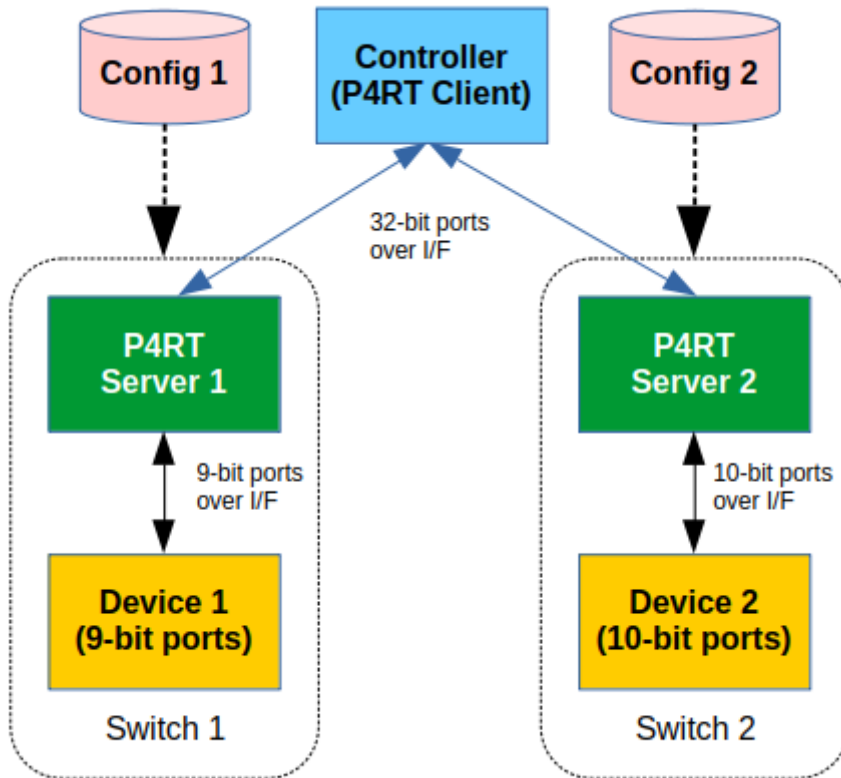 Config 1
Controller
(P4RT Client)
Config 2
32-bit ports
over I/F
P4RT
Server 1
P4RT
Server 2
9-bit ports
over I/F
10-bit ports
over I/F
Device 1
(9-bit ports)
Device 2
(10-bit ports)
Switch 1
Switch 2